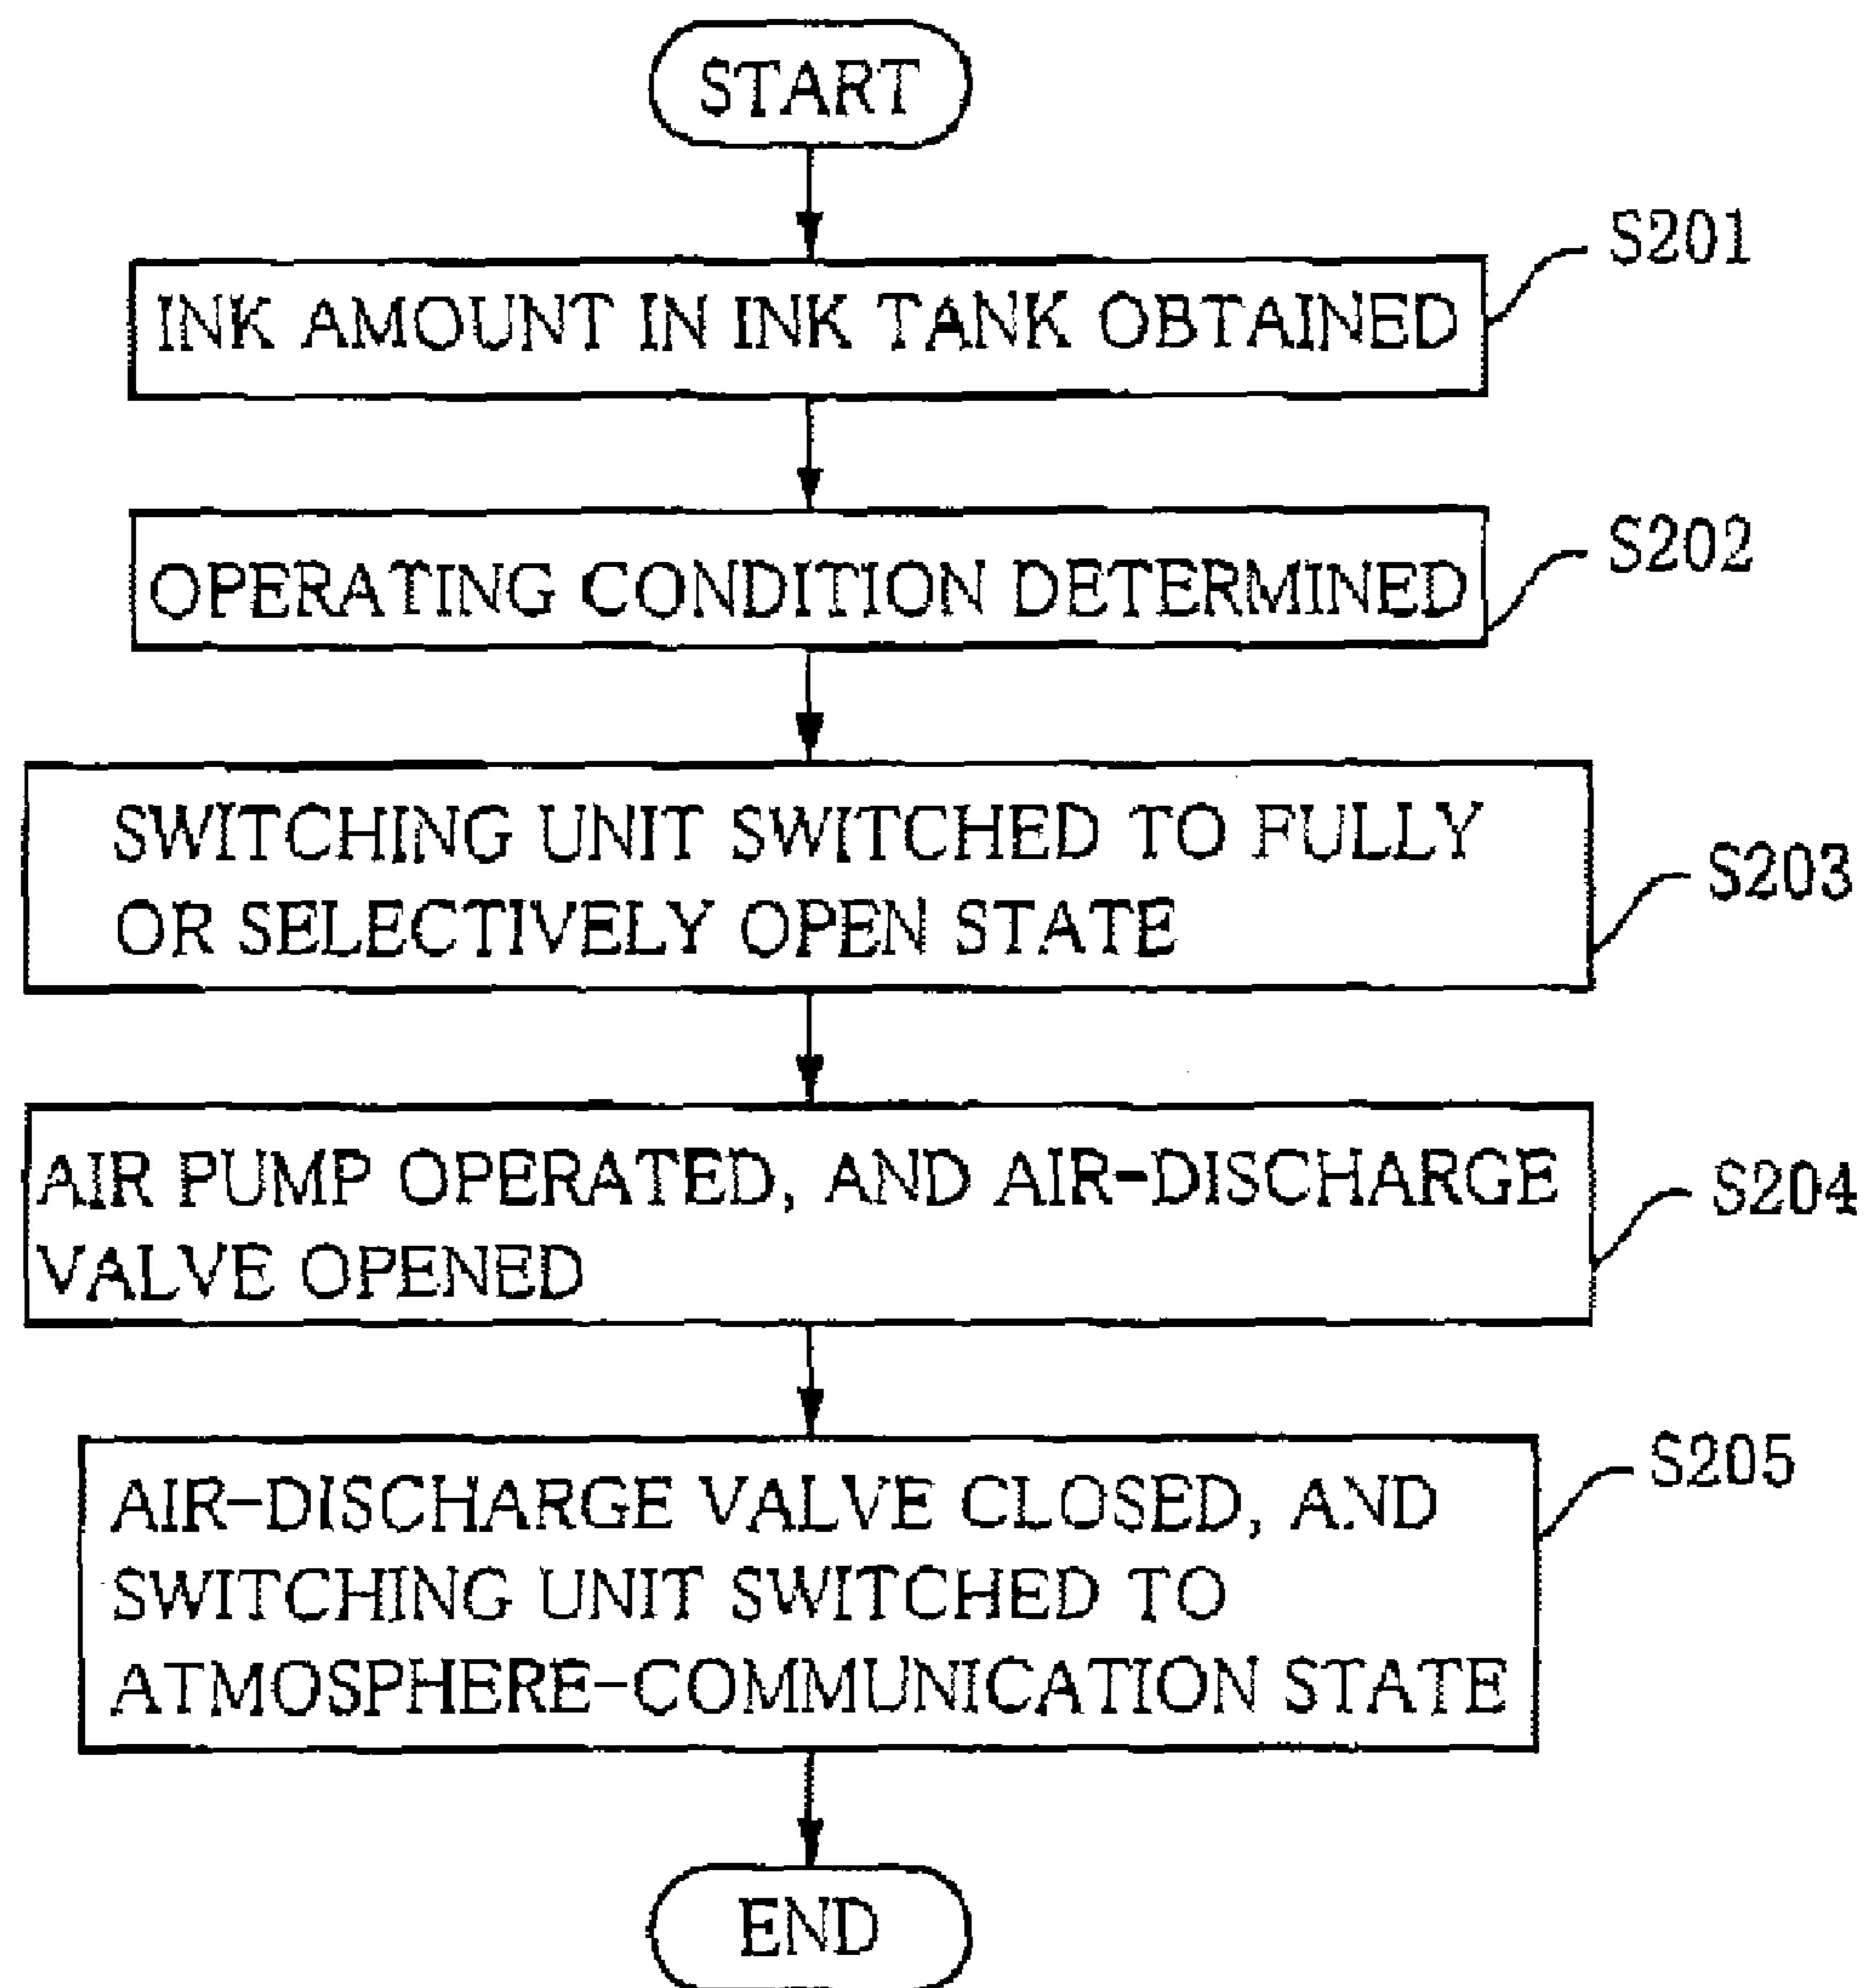 START
S201
INK AMOUNT IN INK TANK OBTAINED
S202
OPERATING CONDITION DETERMINED
SWITCHING UNIT SWITCHED TO FULLY
OR SELECTIVELY OPEN STATE
S203
AIR PUMP OPERATED, AND AIR-DISCHARGE
VALVE OPENED
S204
AIR-DISCHARGE VALVE CLOSED, AND
SWITCHING UNIT SWITCHED TO
ATMOSPHERE-COMMUNICATION STATE
S205
END